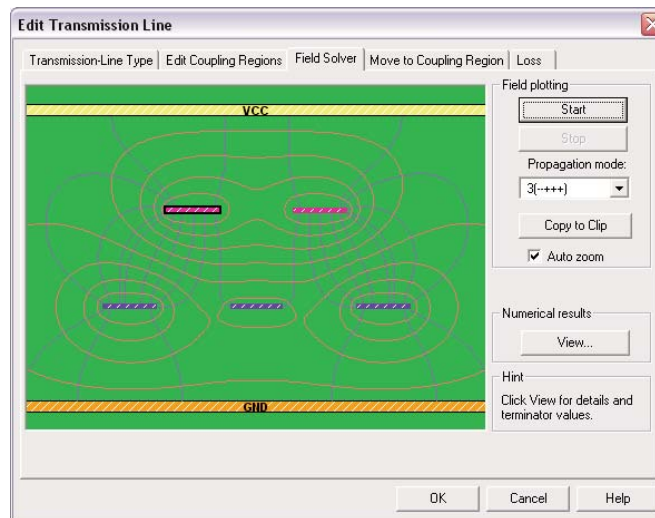 Edit Transmission Line
Transmission-Line Type
Edit Coupling Regions
Field Solver
Move to Coupling Region
Loss
VCC
GND
Field plotting
Start
Stop
Propagation mode:
3(--+++)
Copy to Clip
Auto zoom
Numerical results
View...
Hint
Click View for details and
terminator values.
OK
Cancel
Help